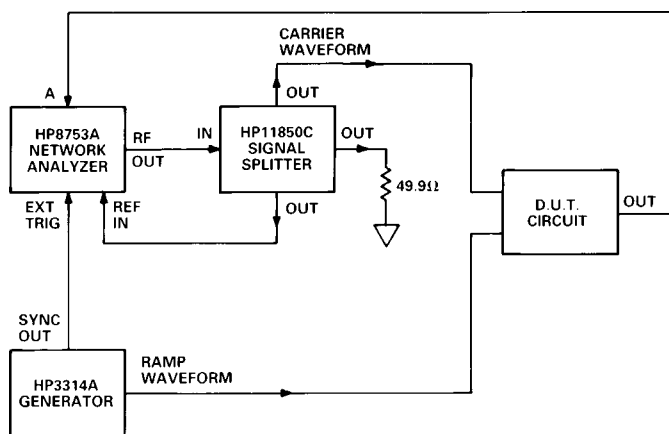 CARRIER
WAVEFORM
A
OUT
HP8753A
NETWORK
ANALYZER
RF
OUT
IN
HP11850C
SIGNAL
SPLITTER
OUT
49.9Ω
EXT
TRIG
REF
IN
OUT
D.U.T.
CIRCUIT
OUT
SYNC
OUT
HP3314A
GENERATOR
RAMP
WAVEFORM